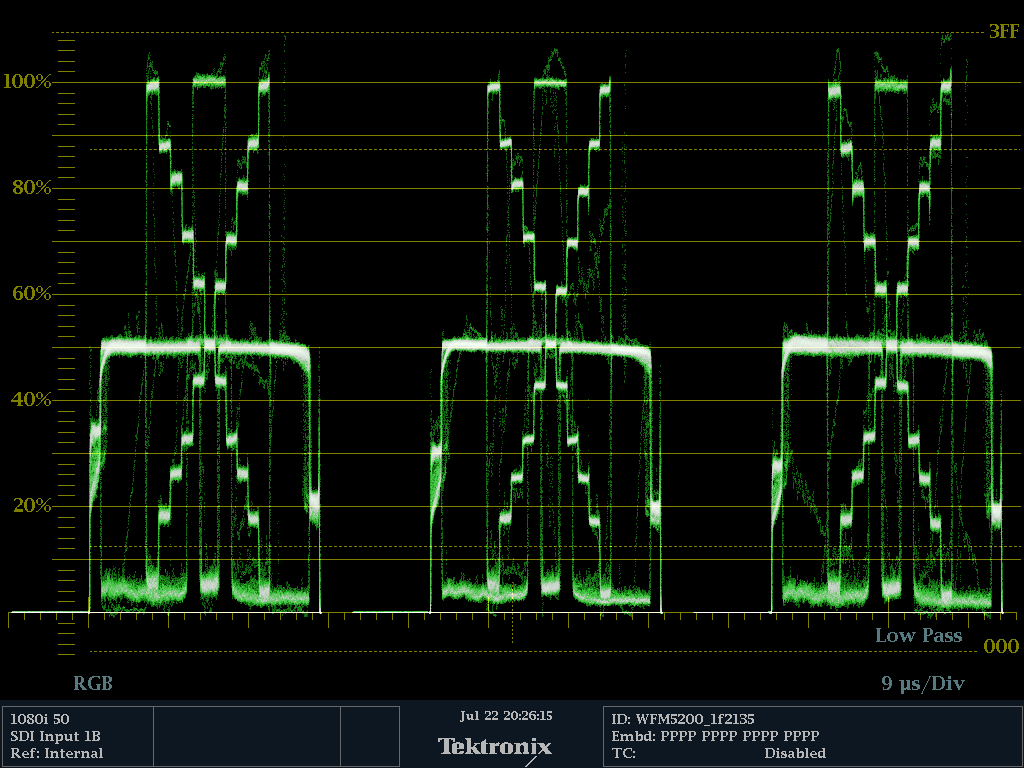 3FF
100%
80%
60%
40%
20%
Low Pass
000
RGB
9 µs/Div
1080i 50
SDI Input 1B
Ref: Internal
Jul 22 20:26:15
Tektronix
ID: WFM5200_1f2135
Embd: PPPP PPPP PPPP PPPP
TC: Disabled